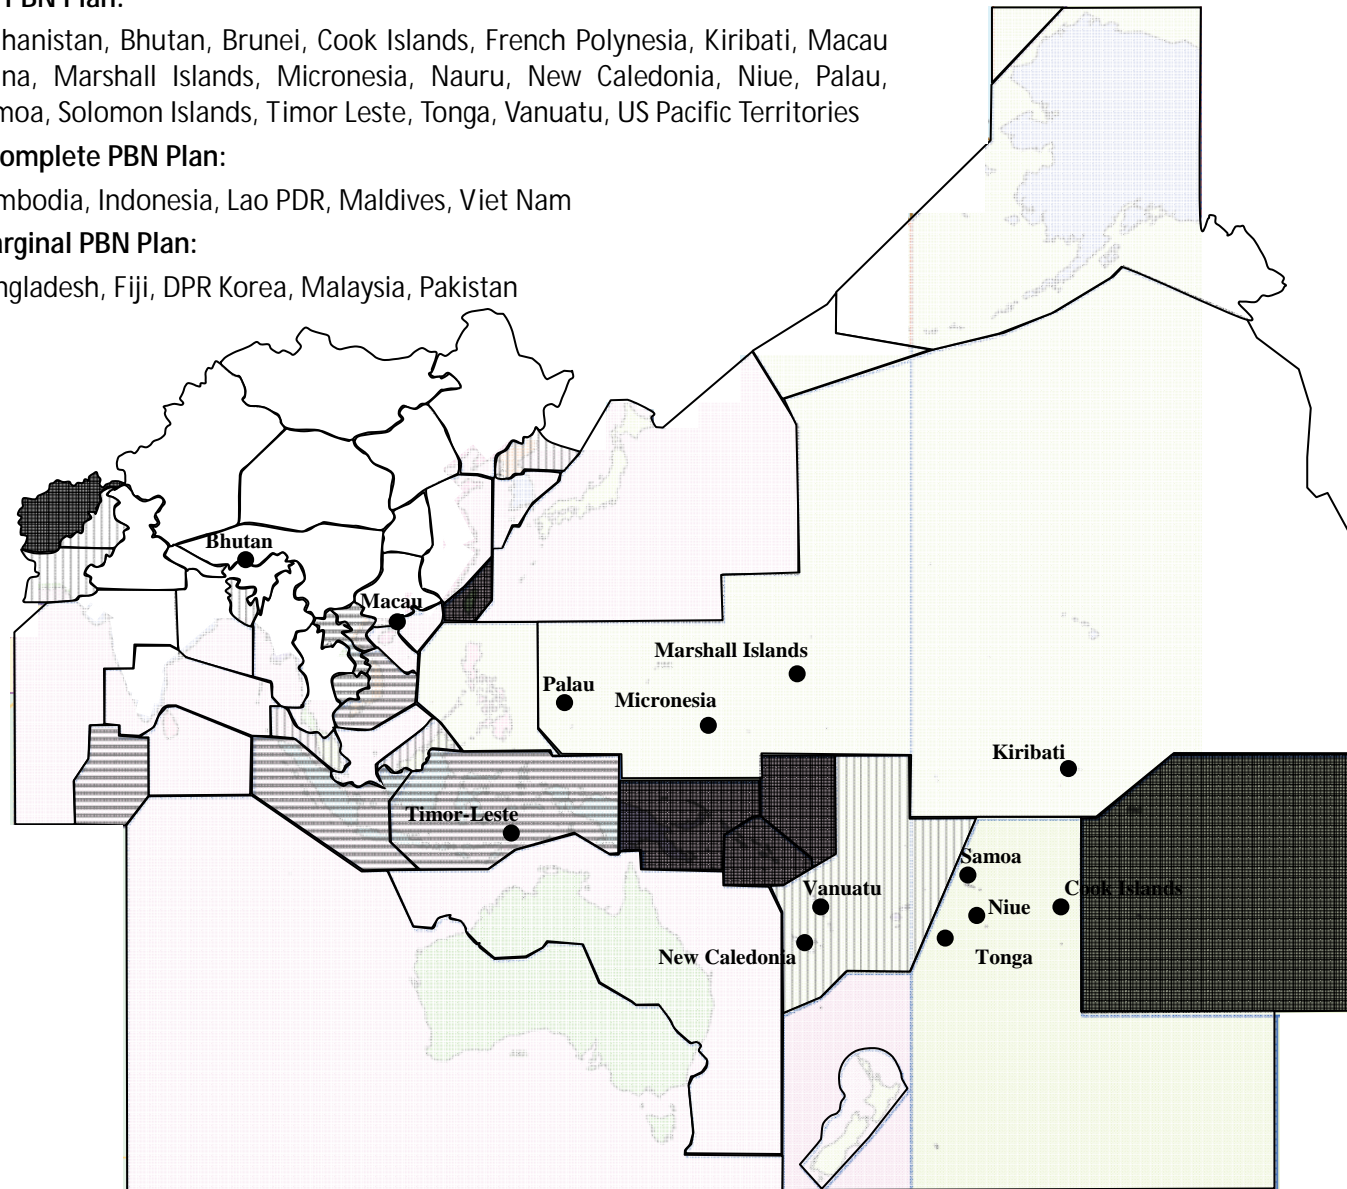 PBN Plan:
hanistan, Bhutan, Brunei, Cook Islands, French Polynesia, Kiribati, Macau
na, Marshall Islands, Micronesia, Nauru, New Caledonia, Niue, Palau,
moa, Solomon Islands, Timor Leste, Tonga, Vanuatu, US Pacific Territories
complete PBN Plan:
mbodia, Indonesia, Lao PDR, Maldives, Viet Nam
arginal PBN Plan:
ngladesh, Fiji, DPR Korea, Malaysia, Pakistan
Bhutan
Macau
Marshall Islands
Palau
Micronesia
Kiribati
Timor-Leste
Samoa
Vanuatu
Cook Islands
Niue
New Caledonia
Tonga